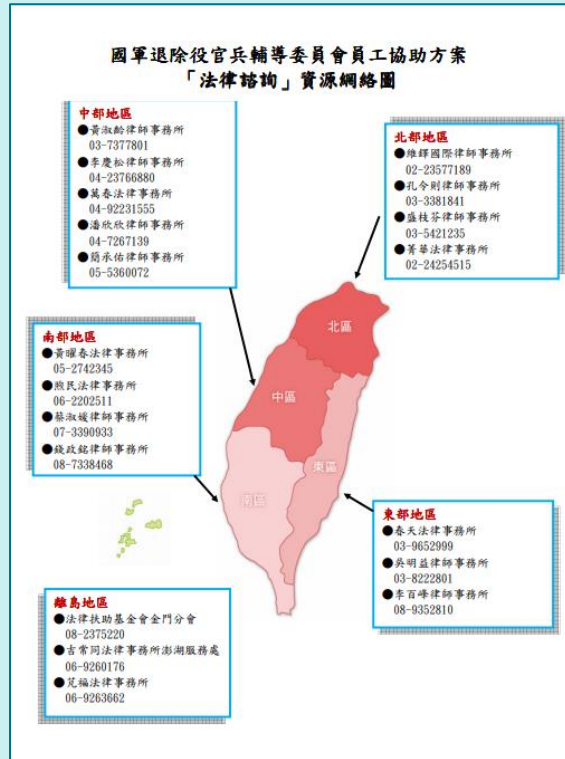 國軍退除役官兵輔導委員會員工協助方案
「法律諮詢」資源網絡圖
中部地區
●黃淑齡律師事務所
03-7377801
●李慶松律師事務所
04-23766880
●萬春法律事務所
04-92231555
●潘欣欣律師事務所
04-7267139
●簡承佑律師事務所
05-5360072
北部地區
●維鐸國際律師事務所
02-23577189
●孔令則律師事務所
03-3381841
●盛枝芬律師事務所
03-5421235
●菁華法律事務所
02-24254515
南部地區
●黃曜春法律事務所
05-2742345
●煦民法律事務所
06-2202511
●蔡淑媛律師事務所
07-3390933
●錢政銘律師事務所
08-7338468
北區
中區
東區
南區
東部地區
●春天法律事務所
03-9652999
●吳明益律師事務所
03-8222801
●李百峰律師事務所
08-9352810
離島地區
●法律扶助基金會金門分會
08-2375220
●吉常同法律事務所澎湖服務處
06-9260176
●芫福法律事務所
06-9263662